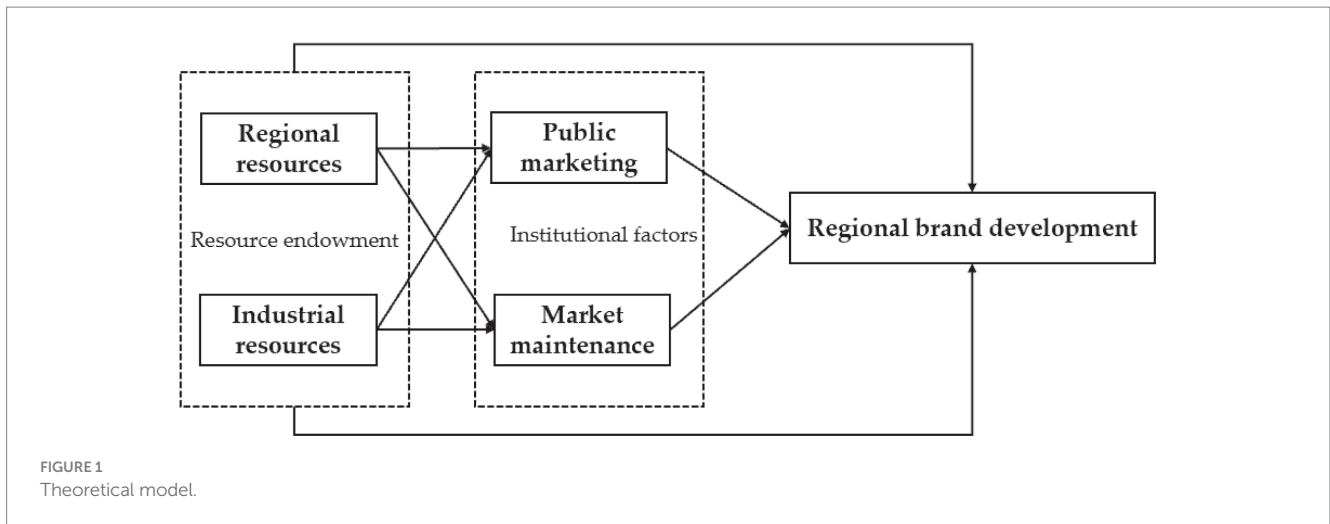 Regional
resources
Public
marketing
Resource endowment
Institutional factors
Regional brand development
Industrial
resources
Market
maintenance
FIGURE 1
Theoretical model.